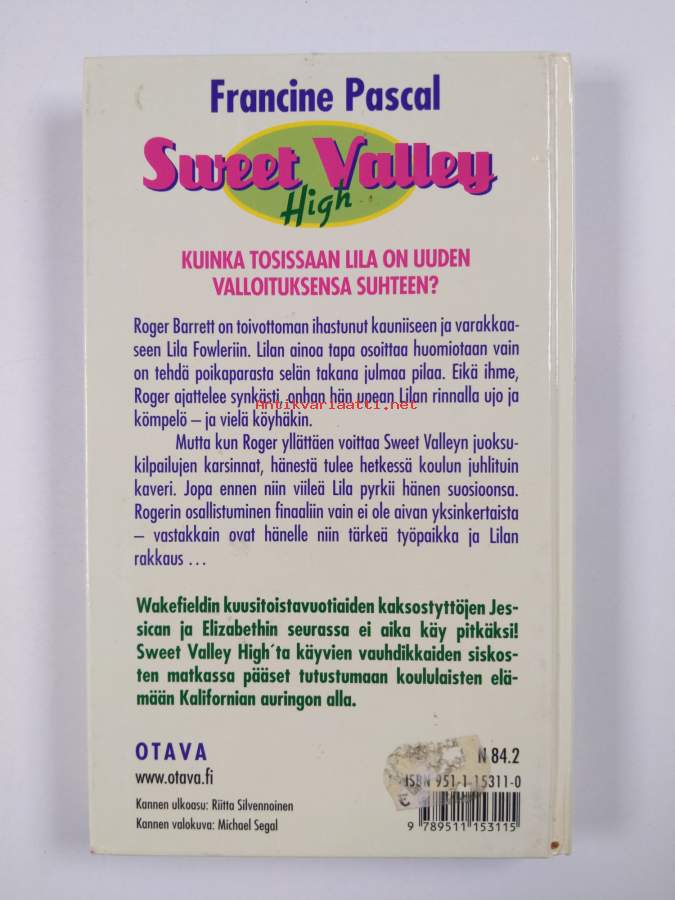 Francine Pascal
Sweet Valley
High
KUINKA TOSISSAAN LILA ON UUDEN
VALLOITUKSENSA SUHTEEN?
Roger Barrett on toivottoman ihastunut kauniiseen ja varakkaa-
seen Lila Fowleriin. Lilan ainoa tapa osoittaa huomiotaan vain
on tehdä poikaparasta selän takana julmaa pilaa. Eikä ihme,
Roger ajattelee synkästi, onhan hän upean Lilan rinnalla ujo ja
Antikvariaatti.net
kömpelö – ja vielä köyhäkin.
Mutta kun Roger yllättäen voittaa Sweet Valleyn juoksu-
kilpailujen karsinnat, hänestä tulee hetkessä koulun juhlituin
kaveri. Jopa ennen niin viileä Lila pyrkii hänen suosioonsa.
Rogerin osallistuminen finaaliin vain ei ole aivan yksinkertaista
– vastakkain ovat hänelle niin tärkeä työpaikka ja Lilan
rakkaus ...
Wakefieldin kuusitoistavuotiaiden kaksostyttöjen Jes-
sican ja Elizabethin seurassa ei aika käy pitkäksi!
Sweet Valley High´ta käyvien vauhdikkaiden siskos-
ten matkassa pääset tutustumaan koululaisten elä-
mään Kalifornian auringon alla.
OTAVA
N 84.2
www.otava.fi
ISBN 951-1-15311-0
Kannen ulkoasu: Riitta Silvennoinen
Kannen valokuva: Michael Segal
9 789511 153115